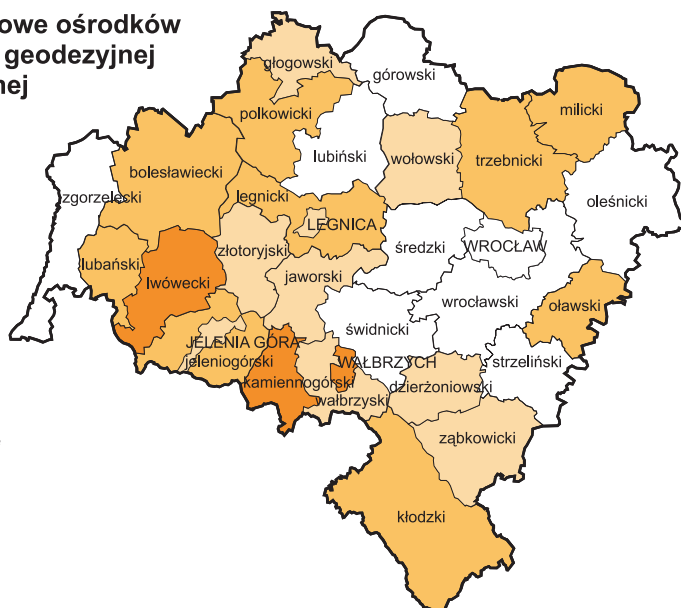 owe ośrodków
geodezyjnej
nej
głogowski
górowski
milicki
polkowicki
lubiński
wołowski
trzebnicki
bolesławiecki
zgorzelecki
legnicki
oleśnicki
LEGNICA
złotoryjski
średzki
WROCŁAW
lubański
lwówecki
jaworski
wrocławski
oławski
świdnicki
JELENIA GÓRA
jeleniogórski
WAŁBRZYCH
strzeliński
kamiennogórski
dzierżoniowski
wałbrzyski
ząbkowicki
kłodzki